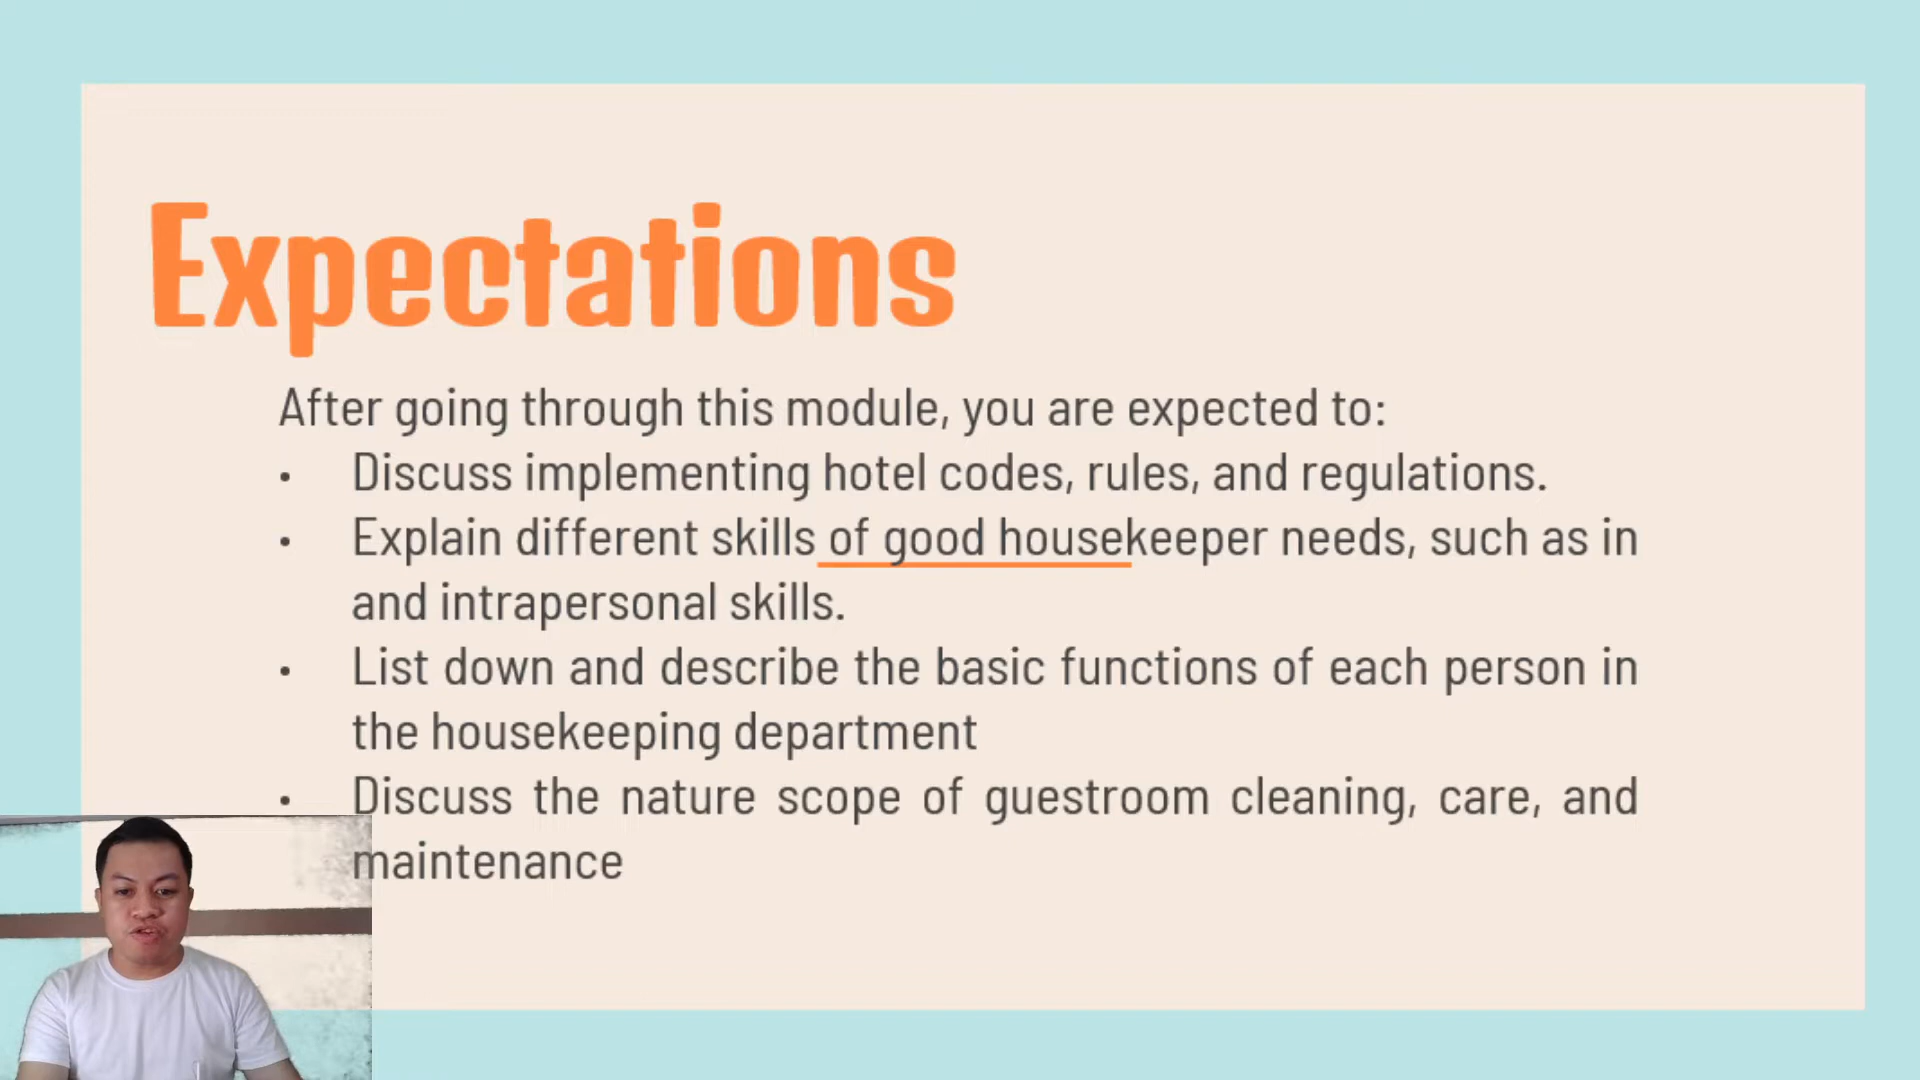 Expectations
After going through this module, you are expected to:
• Discuss implementing hotel codes, rules, and regulations.
• Explain different skills of good housekeeper needs, such as in
and intrapersonal skills.
• List down and describe the basic functions of each person in
the housekeeping department
• Discuss the nature scope of guestroom cleaning, care, and
maintenance